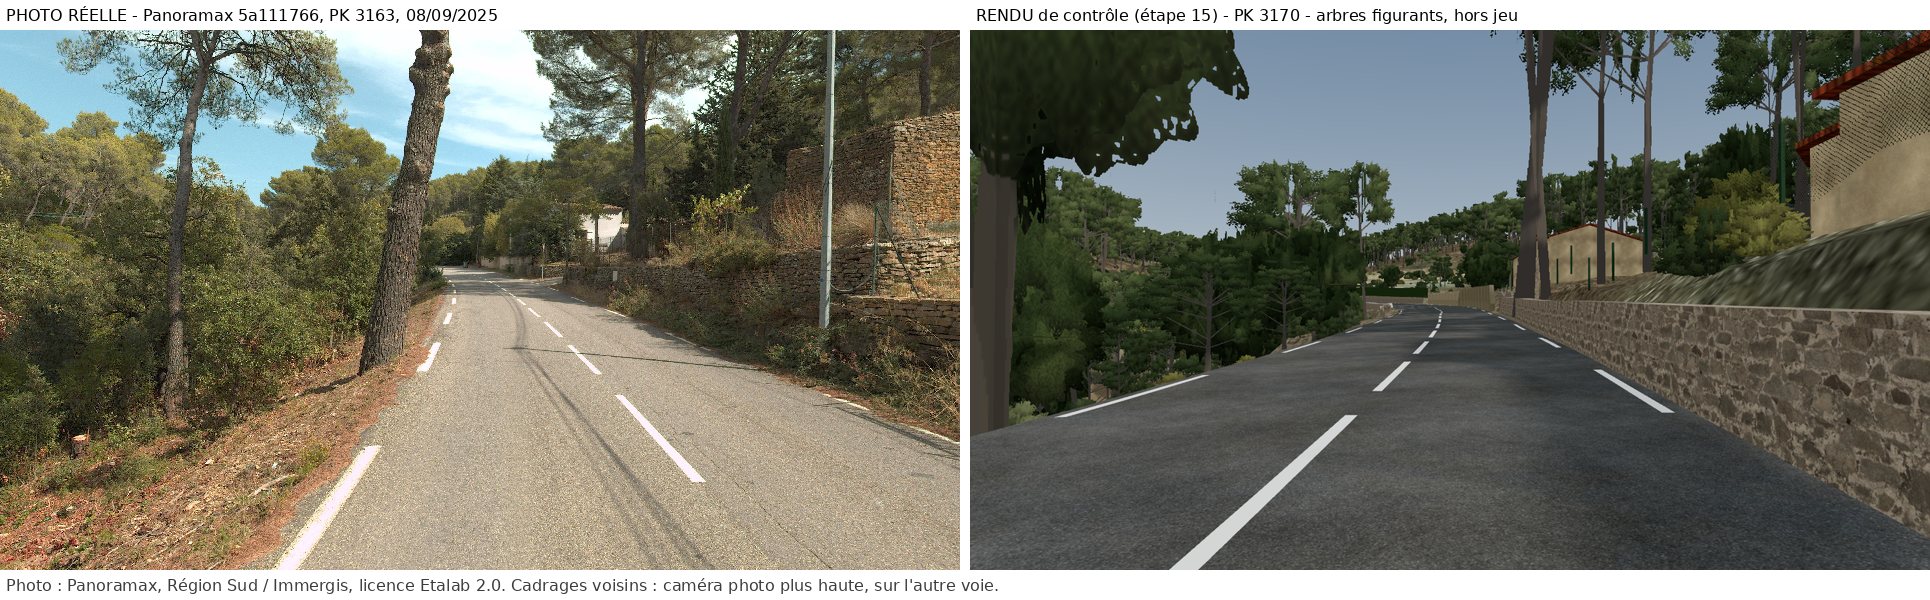 PHOTO RÉELLE - Panoramax 5a111766, PK 3163, 08/09/2025
RENDU de contrôle (étape 15) - PK 3170 - arbres figurants, hors jeu
Photo : Panoramax, Région Sud / Immergis, licence Etalab 2.0. Cadrages voisins : caméra photo plus haute, sur l'autre voie.